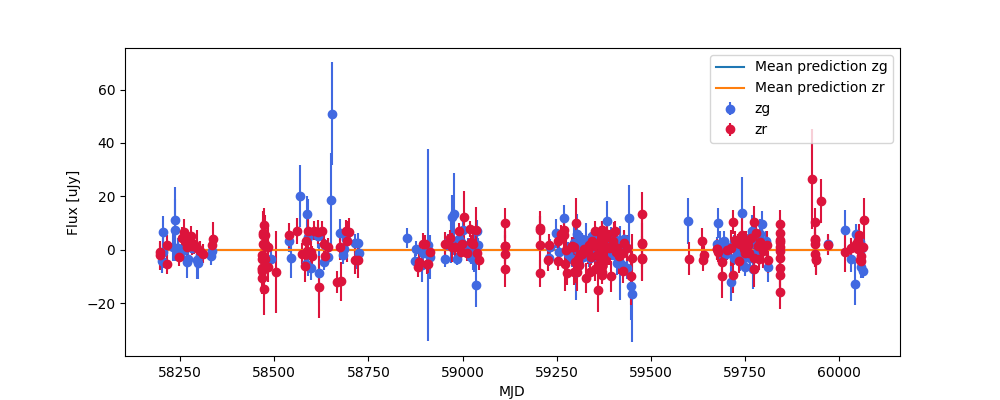 Mean prediction zg
Mean prediction zr
zg
zr
60
40
20
0
−20
Flux [uJy]
58250 58500 58750 59000 59250 59500 59750 60000
MJD